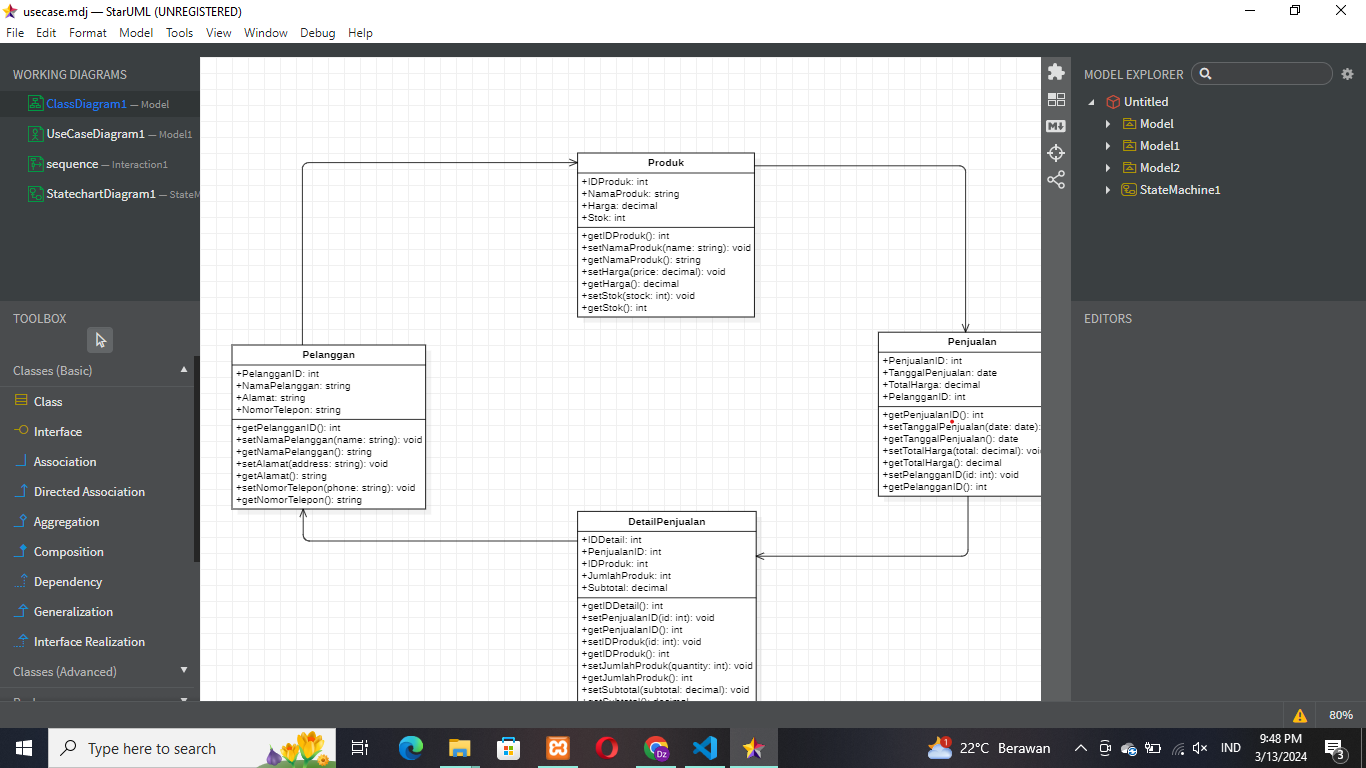 usecase.mdj — StarUML (UNREGISTERED)
File Edit Format Model Tools View Window Debug Help
WORKING DIAGRAMS
ClassDiagram1 — Model
UseCaseDiagram1 — Model1
sequence — Interaction1
StatechartDiagram1 — StateM
TOOLBOX
Classes (Basic)
Class
Interface
Association
Directed Association
Aggregation
Composition
Dependency
Generalization
Interface Realization
Classes (Advanced)
Produk
+IDProduk: int
+NamaProduk: string
+Harga: decimal
+Stok: int
+getIDProduk(): int
+setNamaProduk(name: string): void
+getNamaProduk(): string
+setHarga(price: decimal): void
+getHarga(): decimal
+setStok(stock: int): void
+getStok(): int
Pelanggan
+PelangganID: int
+NamaPelanggan: string
+Alamat: string
+NomorTelepon: string
+getPelangganID(): int
+setNamaPelanggan(name: string): void
+getNamaPelanggan(): string
+setAlamat(address: string): void
+getAlamat(): string
+setNomorTelepon(phone: string): void
+getNomorTelepon(): string
Penjualan
+PenjualanID: int
+TanggalPenjualan: date
+TotalHarga: decimal
+PelangganID: int
+getPenjualanID(): int
+setTanggalPenjualan(date: date):
+getTanggalPenjualan(): date
+setTotalHarga(total: decimal): voi
+getTotalHarga(): decimal
+setPelangganID(id: int): void
+getPelangganID(): int
DetailPenjualan
+IDDetail: int
+PenjualanID: int
+IDProduk: int
+JumlahProduk: int
+Subtotal: decimal
+getIDDetail(): int
+setPenjualanID(id: int): void
+getPenjualanID(): int
+setIDProduk(id: int): void
+getIDProduk(): int
+setJumlahProduk(quantity: int): void
+getJumlahProduk(): int
+setSubtotal(subtotal: decimal): void
+getSubtotal(): decimal
MODEL EXPLORER
Untitled
Model
Model1
Model2
StateMachine1
EDITORS
80%
Type here to search
22°C Berawan
IND
9:48 PM
3/13/2024
3